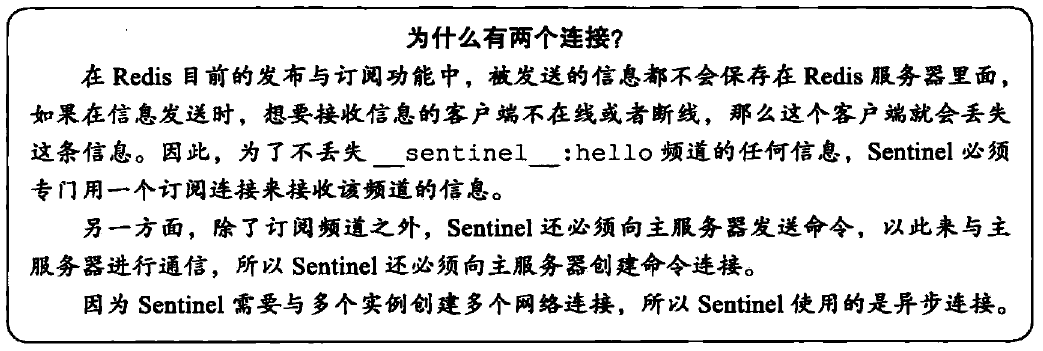 为什么有两个连接?
在 Redis 目前的发布与订阅功能中，被发送的信息都不会保存在 Redis 服务器里面，
如果在信息发送时，想要接收信息的客户端不在线或者断线，那么这个客户端就会丢失
这条信息。因此，为了不丢失 __sentinel__:hello 频道的任何信息，Sentinel 必须
专门用一个订阅连接来接收该频道的信息。
另一方面，除了订阅频道之外，Sentinel 还必须向主服务器发送命令，以此来与主
服务器进行通信，所以 Sentinel 还必须向主服务器创建命令连接。
因为 Sentinel 需要与多个实例创建多个网络连接，所以 Sentinel 使用的是异步连接。